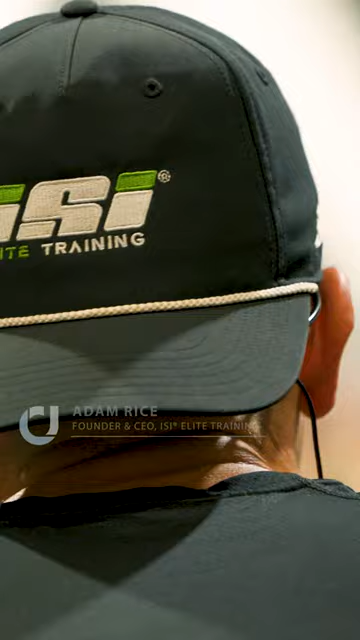 iSi®
ITE TRAINING
ADAM RICE
FOUNDER & CEO, ISI® ELITE TRAINING